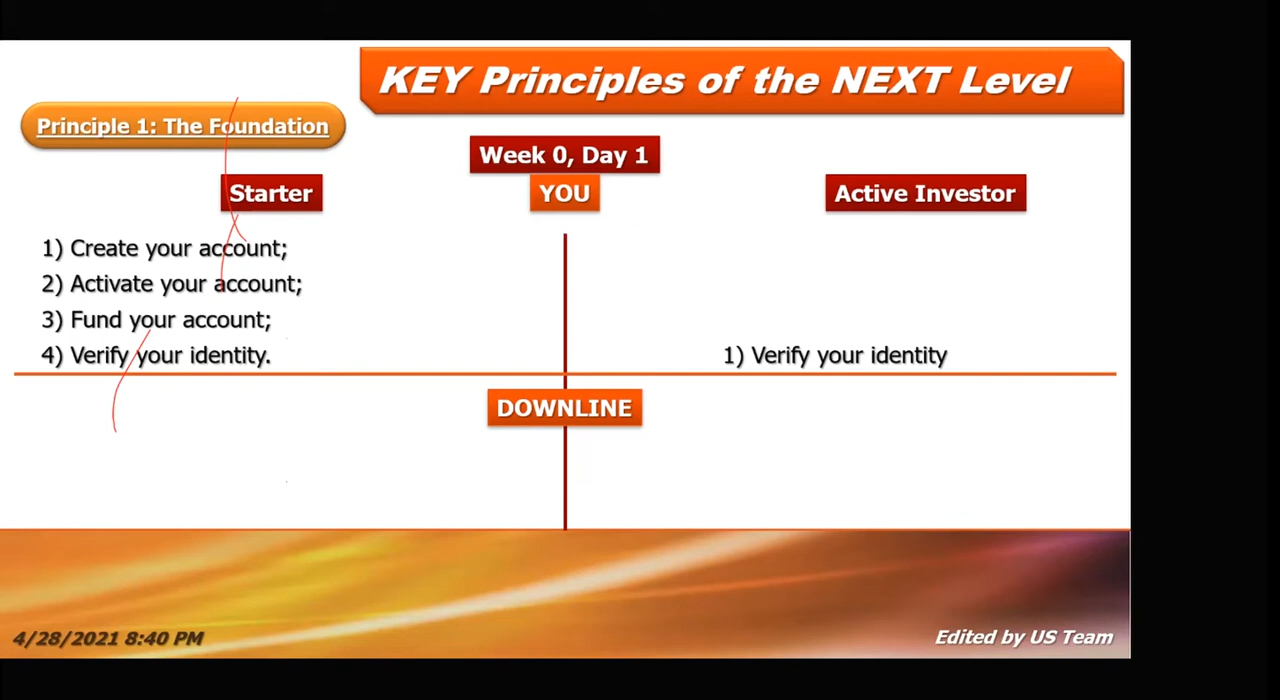 KEY Principles of the NEXT Level
Principle 1: The Foundation
Week 0, Day 1
Starter
YOU
Active Investor
1) Create your account;
2) Activate your account;
3) Fund your account;
4) Verify your identity.
1) Verify your identity
DOWNLINE
4/28/2021 8:40 PM
Edited by US Team